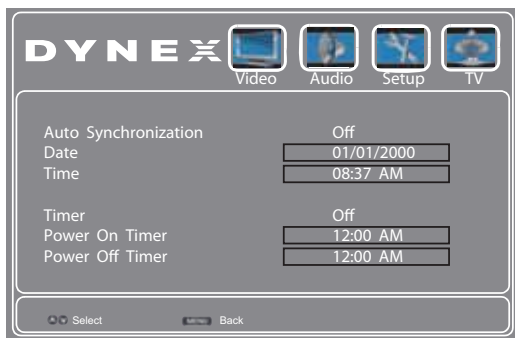 DYNEX
Video Audio Setup TV
Auto Synchronization Off
Date 01/01/2000
Time 08:37 AM
Timer Off
Power On Timer 12:00 AM
Power Off Timer 12:00 AM
Select MENU Back